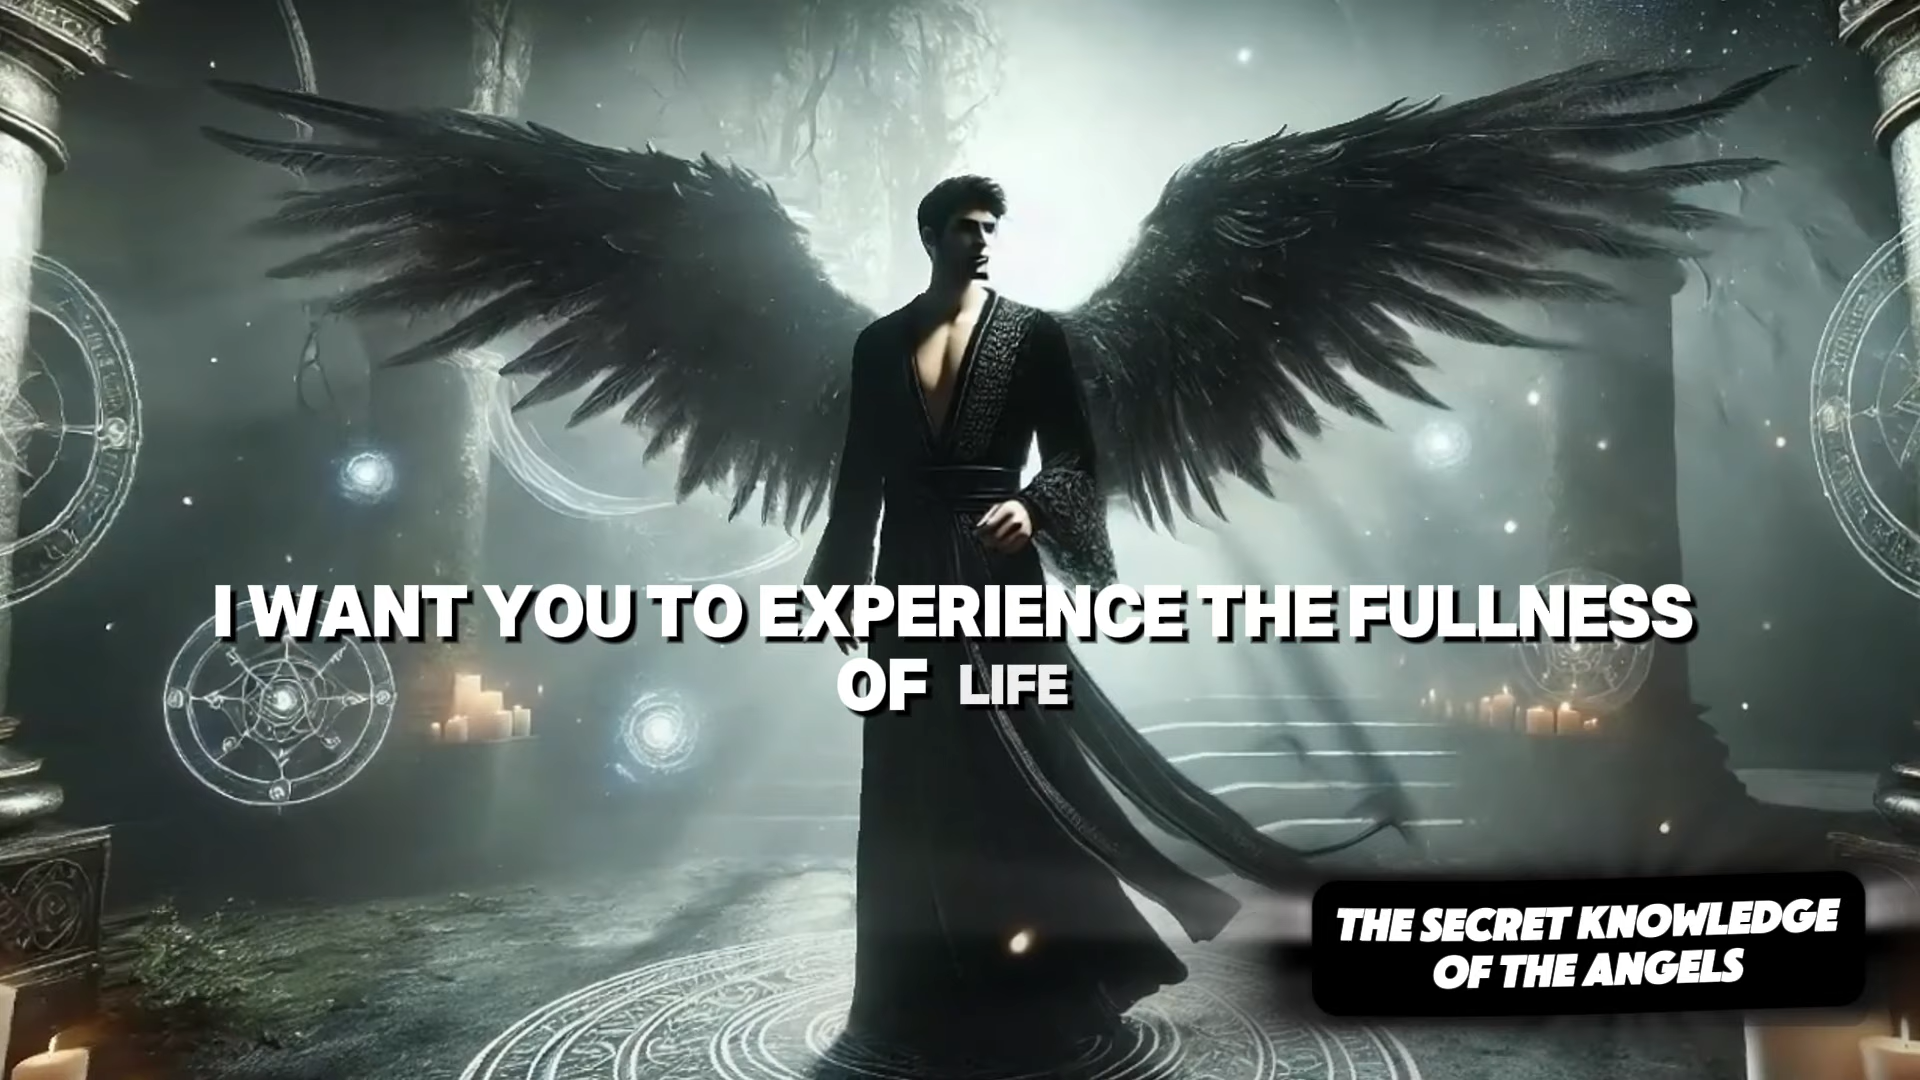 I WANT YOU TO EXPERIENCE THE FULLNESS
OF LIFE
THE SECRET KNOWLEDGE
OF THE ANGELS